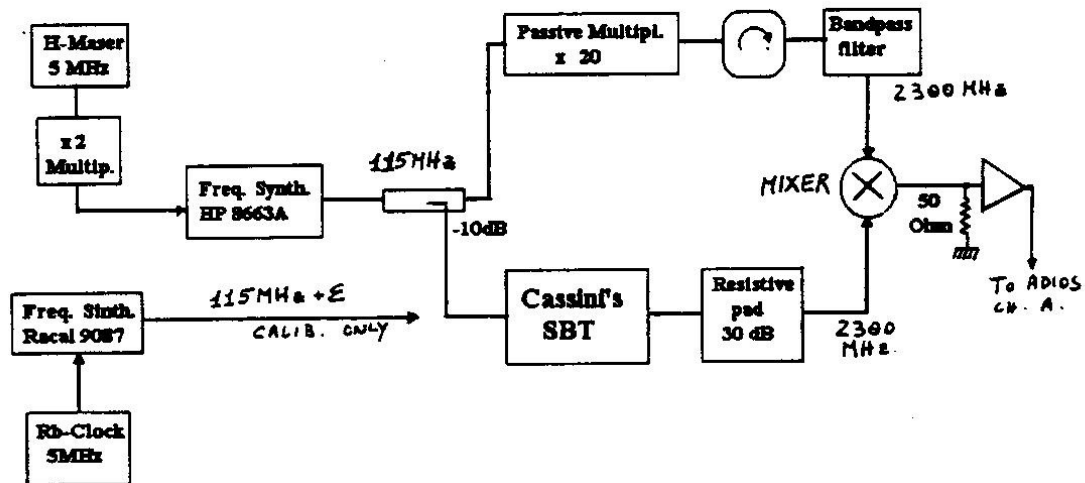 H-Maser
5 MHz
x 2
Multip.
Freq. Synth.
HP 8663A
115MHz
-10dB
Passive Multipl.
x 20
Bandpass
filter
2300 MHz
MIXER
50
Ohm
To ADIOS
CH. A.
Cassini's
SBT
Resistive
pad
30 dB
2300
MHz.
Freq. Sinth.
Racal 9087
115MHz + ε
CALIB. ONLY
Rb-Clock
5MHz